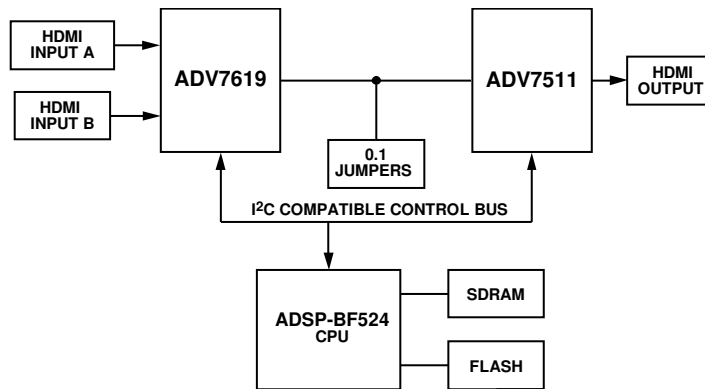 HDMI
INPUT A
HDMI
INPUT B
ADV7619
ADV7511
HDMI
OUTPUT
0.1
JUMPERS
I²C COMPATIBLE CONTROL BUS
ADSP-BF524
CPU
SDRAM
FLASH